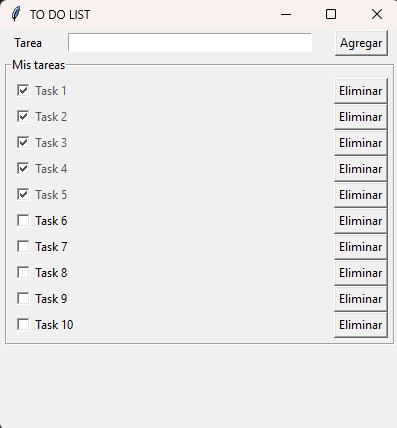 TO DO LIST
Tarea Agregar
Mis tareas
Task 1 Eliminar
Task 2 Eliminar
Task 3 Eliminar
Task 4 Eliminar
Task 5 Eliminar
Task 6 Eliminar
Task 7 Eliminar
Task 8 Eliminar
Task 9 Eliminar
Task 10 Eliminar